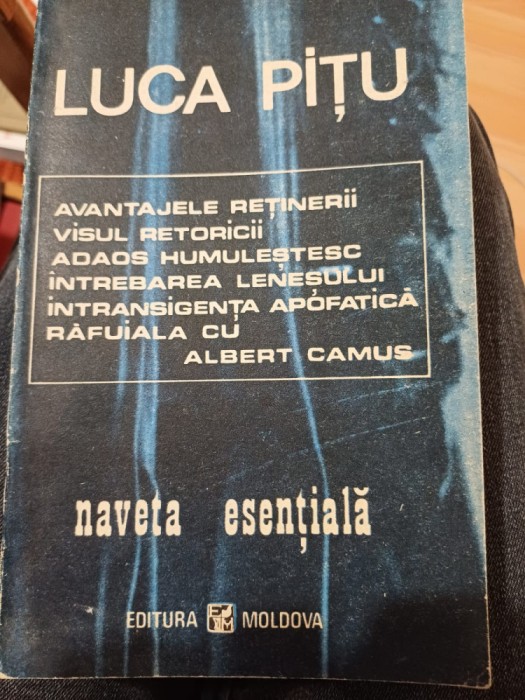 LUCA PIȚU
AVANTAJELE REȚINERII
VISUL RETORICII
ADAOS HUMULEȘTESC
ÎNTREBAREA LENEȘULUI
INTRANSIGENȚA APOFATICĂ
RĂFUIALA CU
ALBERT CAMUS
naveta esențială
EDITURA MOLDOVA